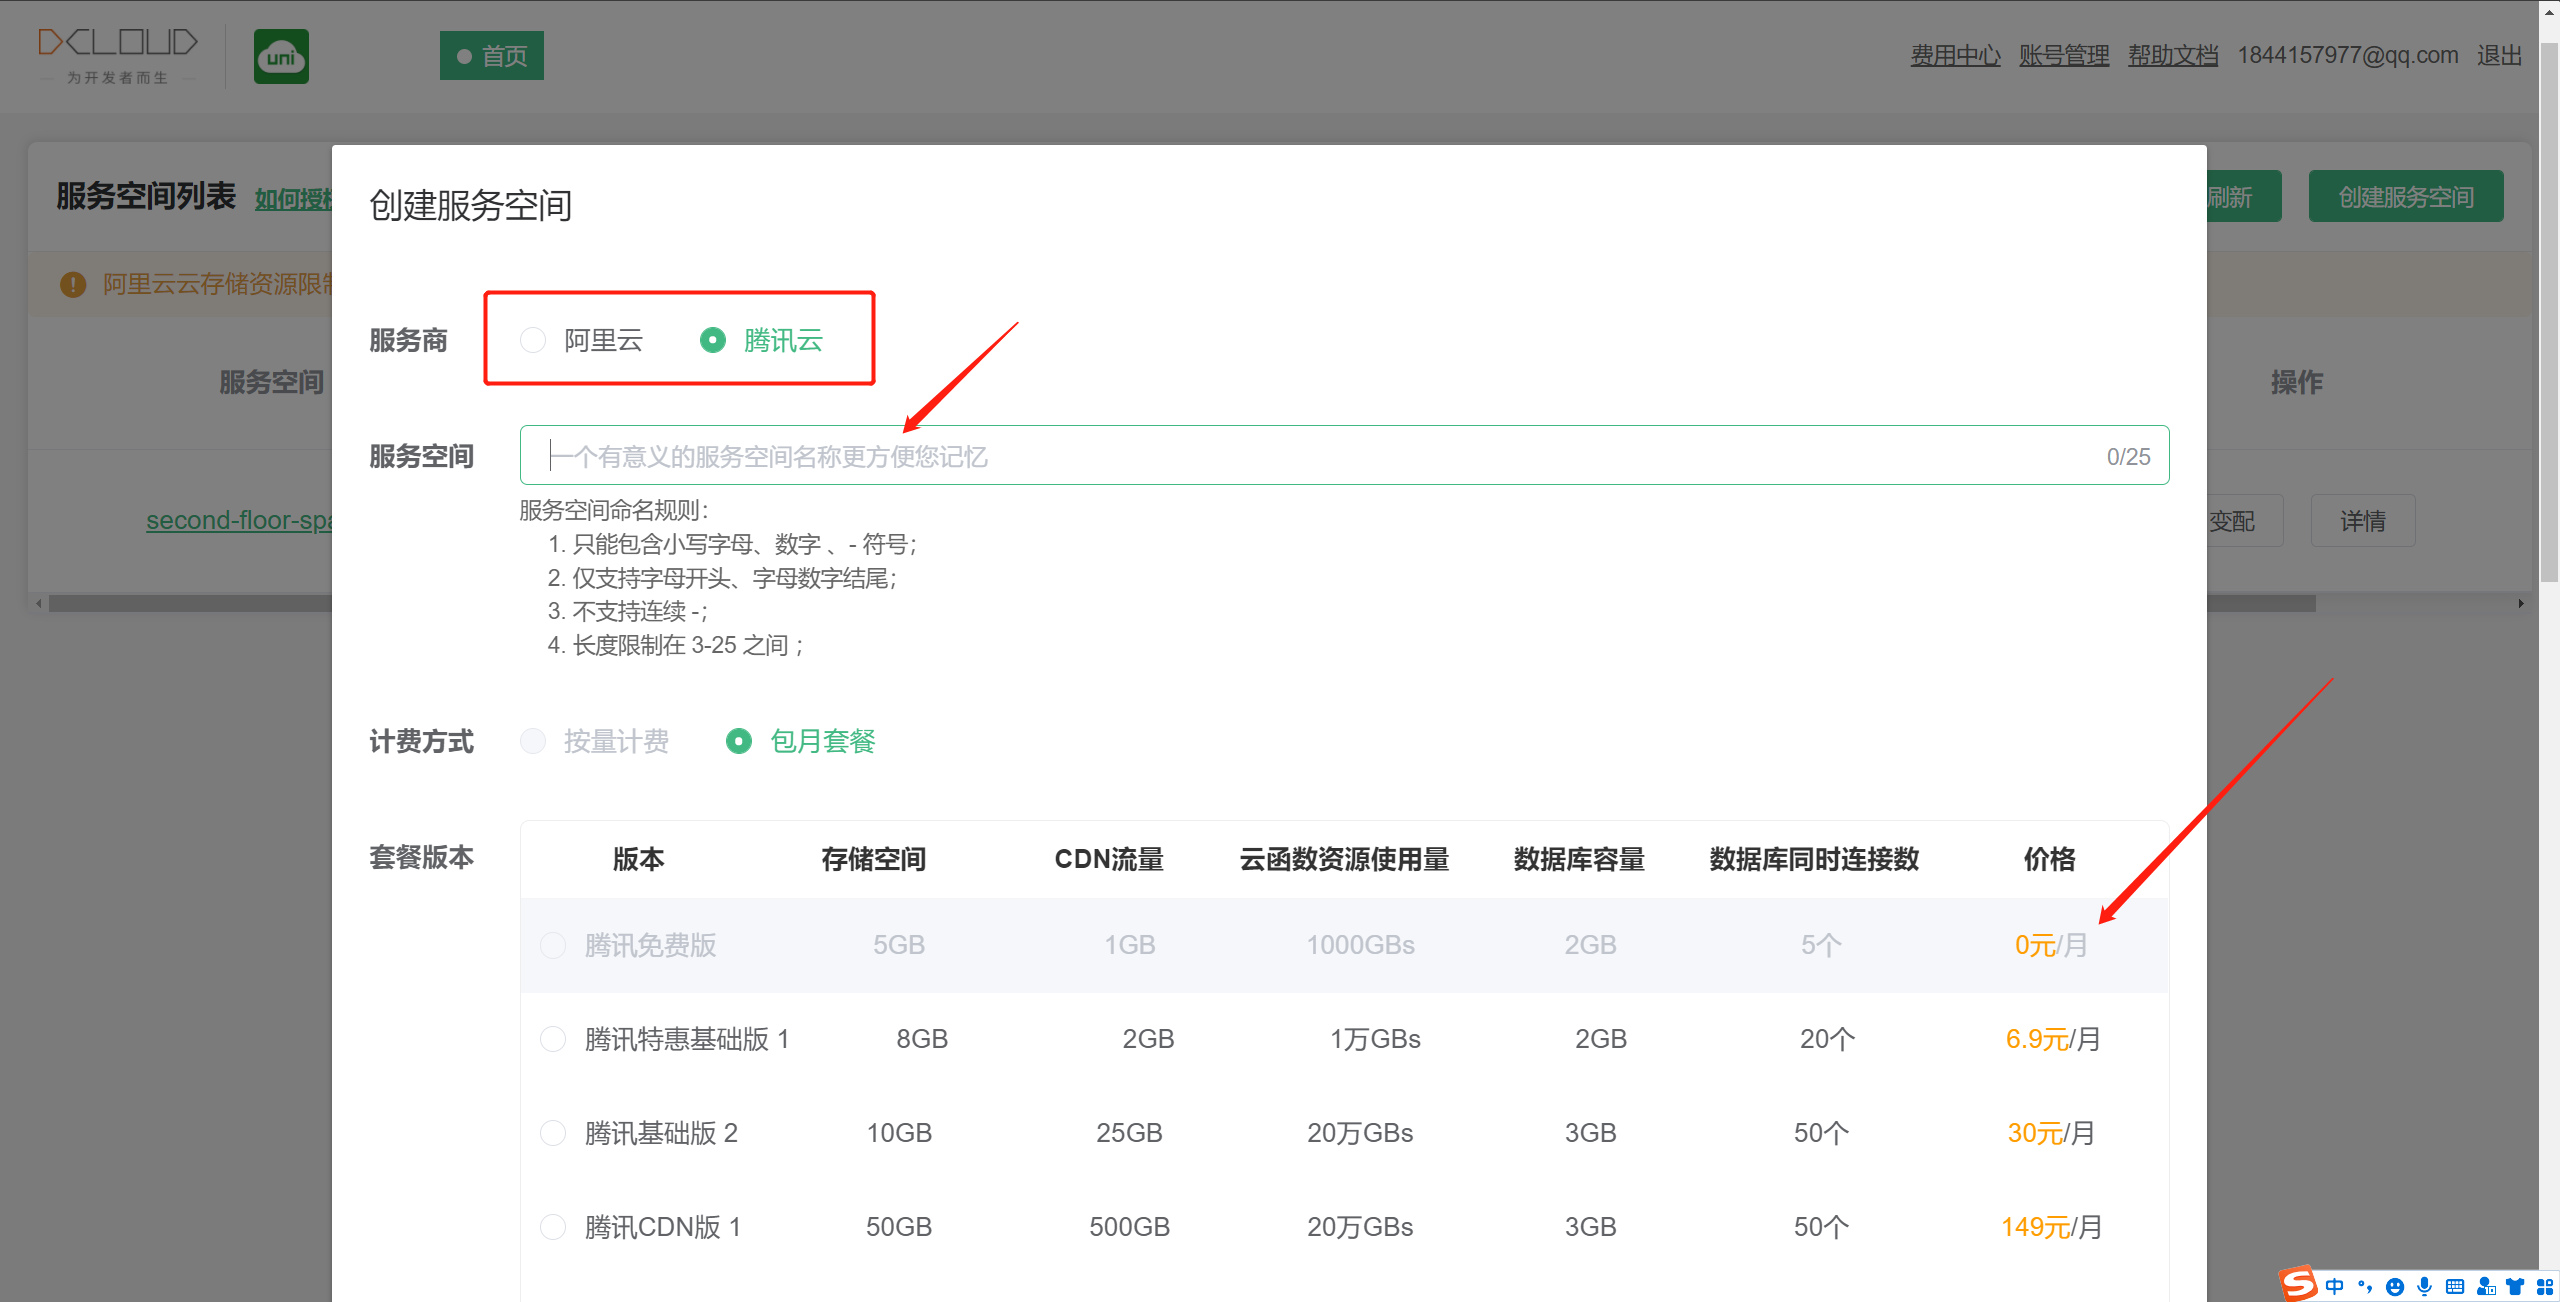 DCLOUD
为开发者而生
uni
首页
费用中心 账号管理 帮助文档 1844157977@qq.com 退出
服务空间列表 如何授
刷新 创建服务空间
阿里云云存储资源限
服务空间 操作
second-floor-spa
变配 详情
创建服务空间
服务商 阿里云 腾讯云
服务空间 一个有意义的服务空间名称更方便您记忆 0/25
服务空间命名规则：
1. 只能包含小写字母、数字 、- 符号；
2. 仅支持字母开头、字母数字结尾；
3. 不支持连续 -；
4. 长度限制在 3-25 之间 ；
计费方式 按量计费 包月套餐
套餐版本 版本 存储空间 CDN流量 云函数资源使用量 数据库容量 数据库同时连接数 价格
腾讯免费版 5GB 1GB 1000GBs 2GB 5个 0元/月
腾讯特惠基础版 1 8GB 2GB 1万GBs 2GB 20个 6.9元/月
腾讯基础版 2 10GB 25GB 20万GBs 3GB 50个 30元/月
腾讯CDN版 1 50GB 500GB 20万GBs 3GB 50个 149元/月
中